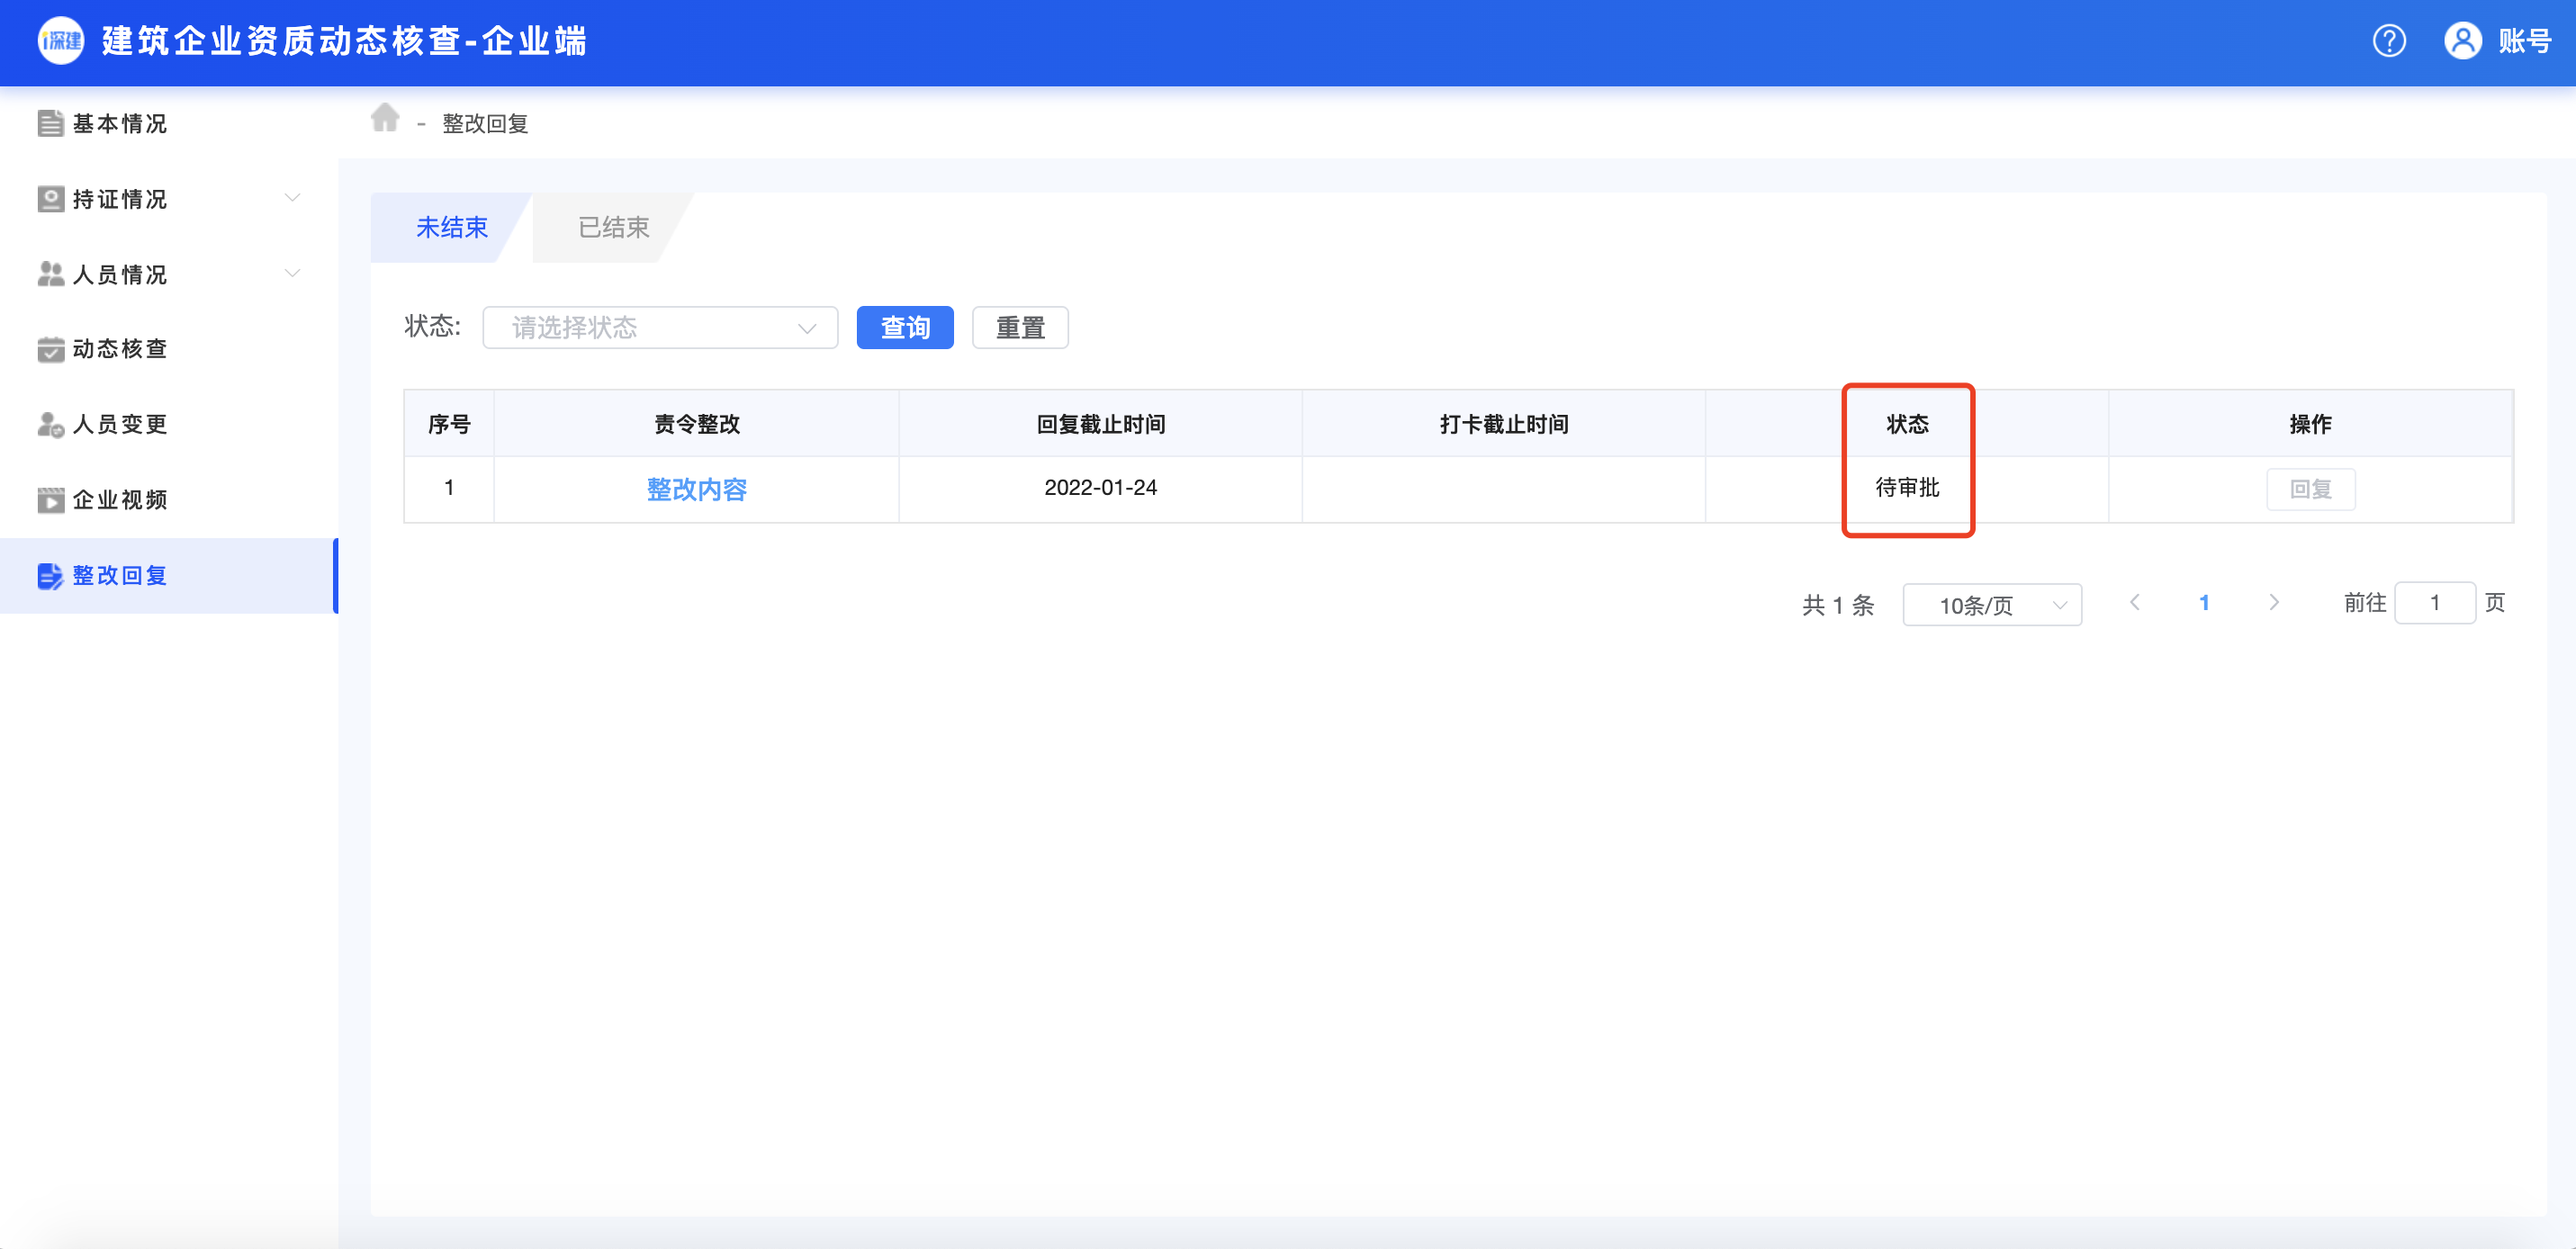 i深建 建筑企业资质动态核查-企业端
账号
基本情况
持证情况
人员情况
动态核查
人员变更
企业视频
整改回复
- 整改回复
未结束 已结束
状态: 请选择状态 查询 重置
序号 责令整改 回复截止时间 打卡截止时间 状态 操作
1 整改内容 2022-01-24 待审批 回复
共 1 条 10条/页 1 前往 1 页